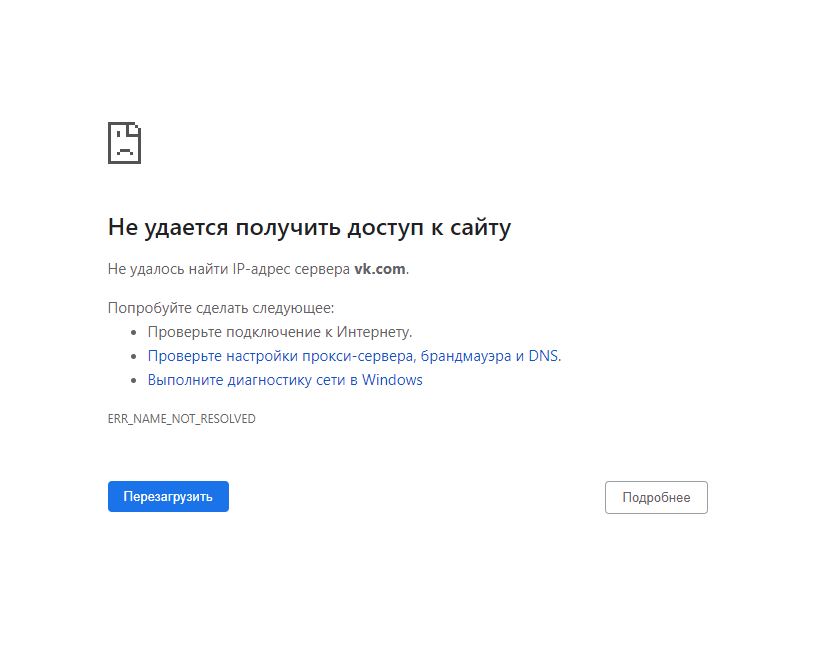 Не удается получить доступ к сайту
Не удалось найти IP-адрес сервера vk.com.
Попробуйте сделать следующее:
Проверьте подключение к Интернету.
Проверьте настройки прокси-сервера, брандмауэра и DNS.
Выполните диагностику сети в Windows
ERR_NAME_NOT_RESOLVED
Перезагрузить
Подробнее